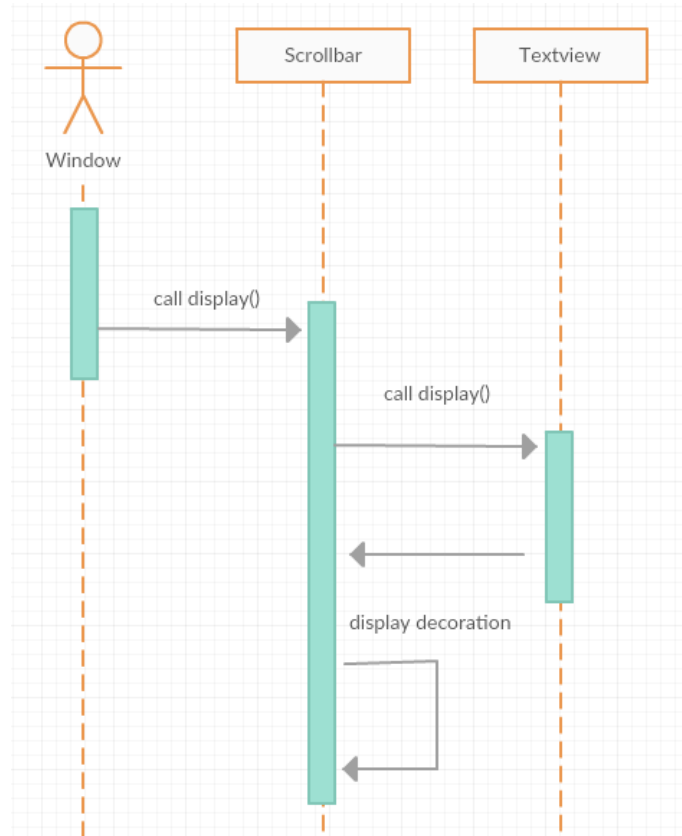 Scrollbar
Textview
Window
call display()
call display()
display decoration